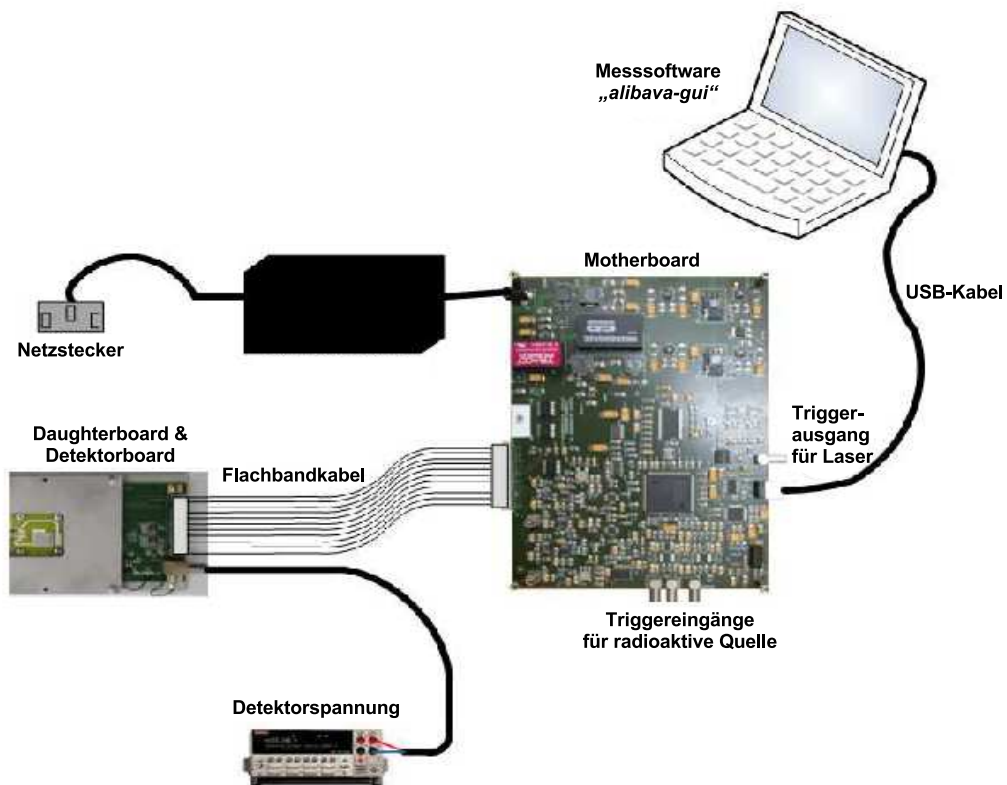 Messsoftware
„alibava-gui“
Motherboard
USB-Kabel
Netzstecker
Trigger-
ausgang
für Laser
Daughterboard &
Detektorboard
Flachbandkabel
Triggereingänge
für radioaktive Quelle
Detektorspannung